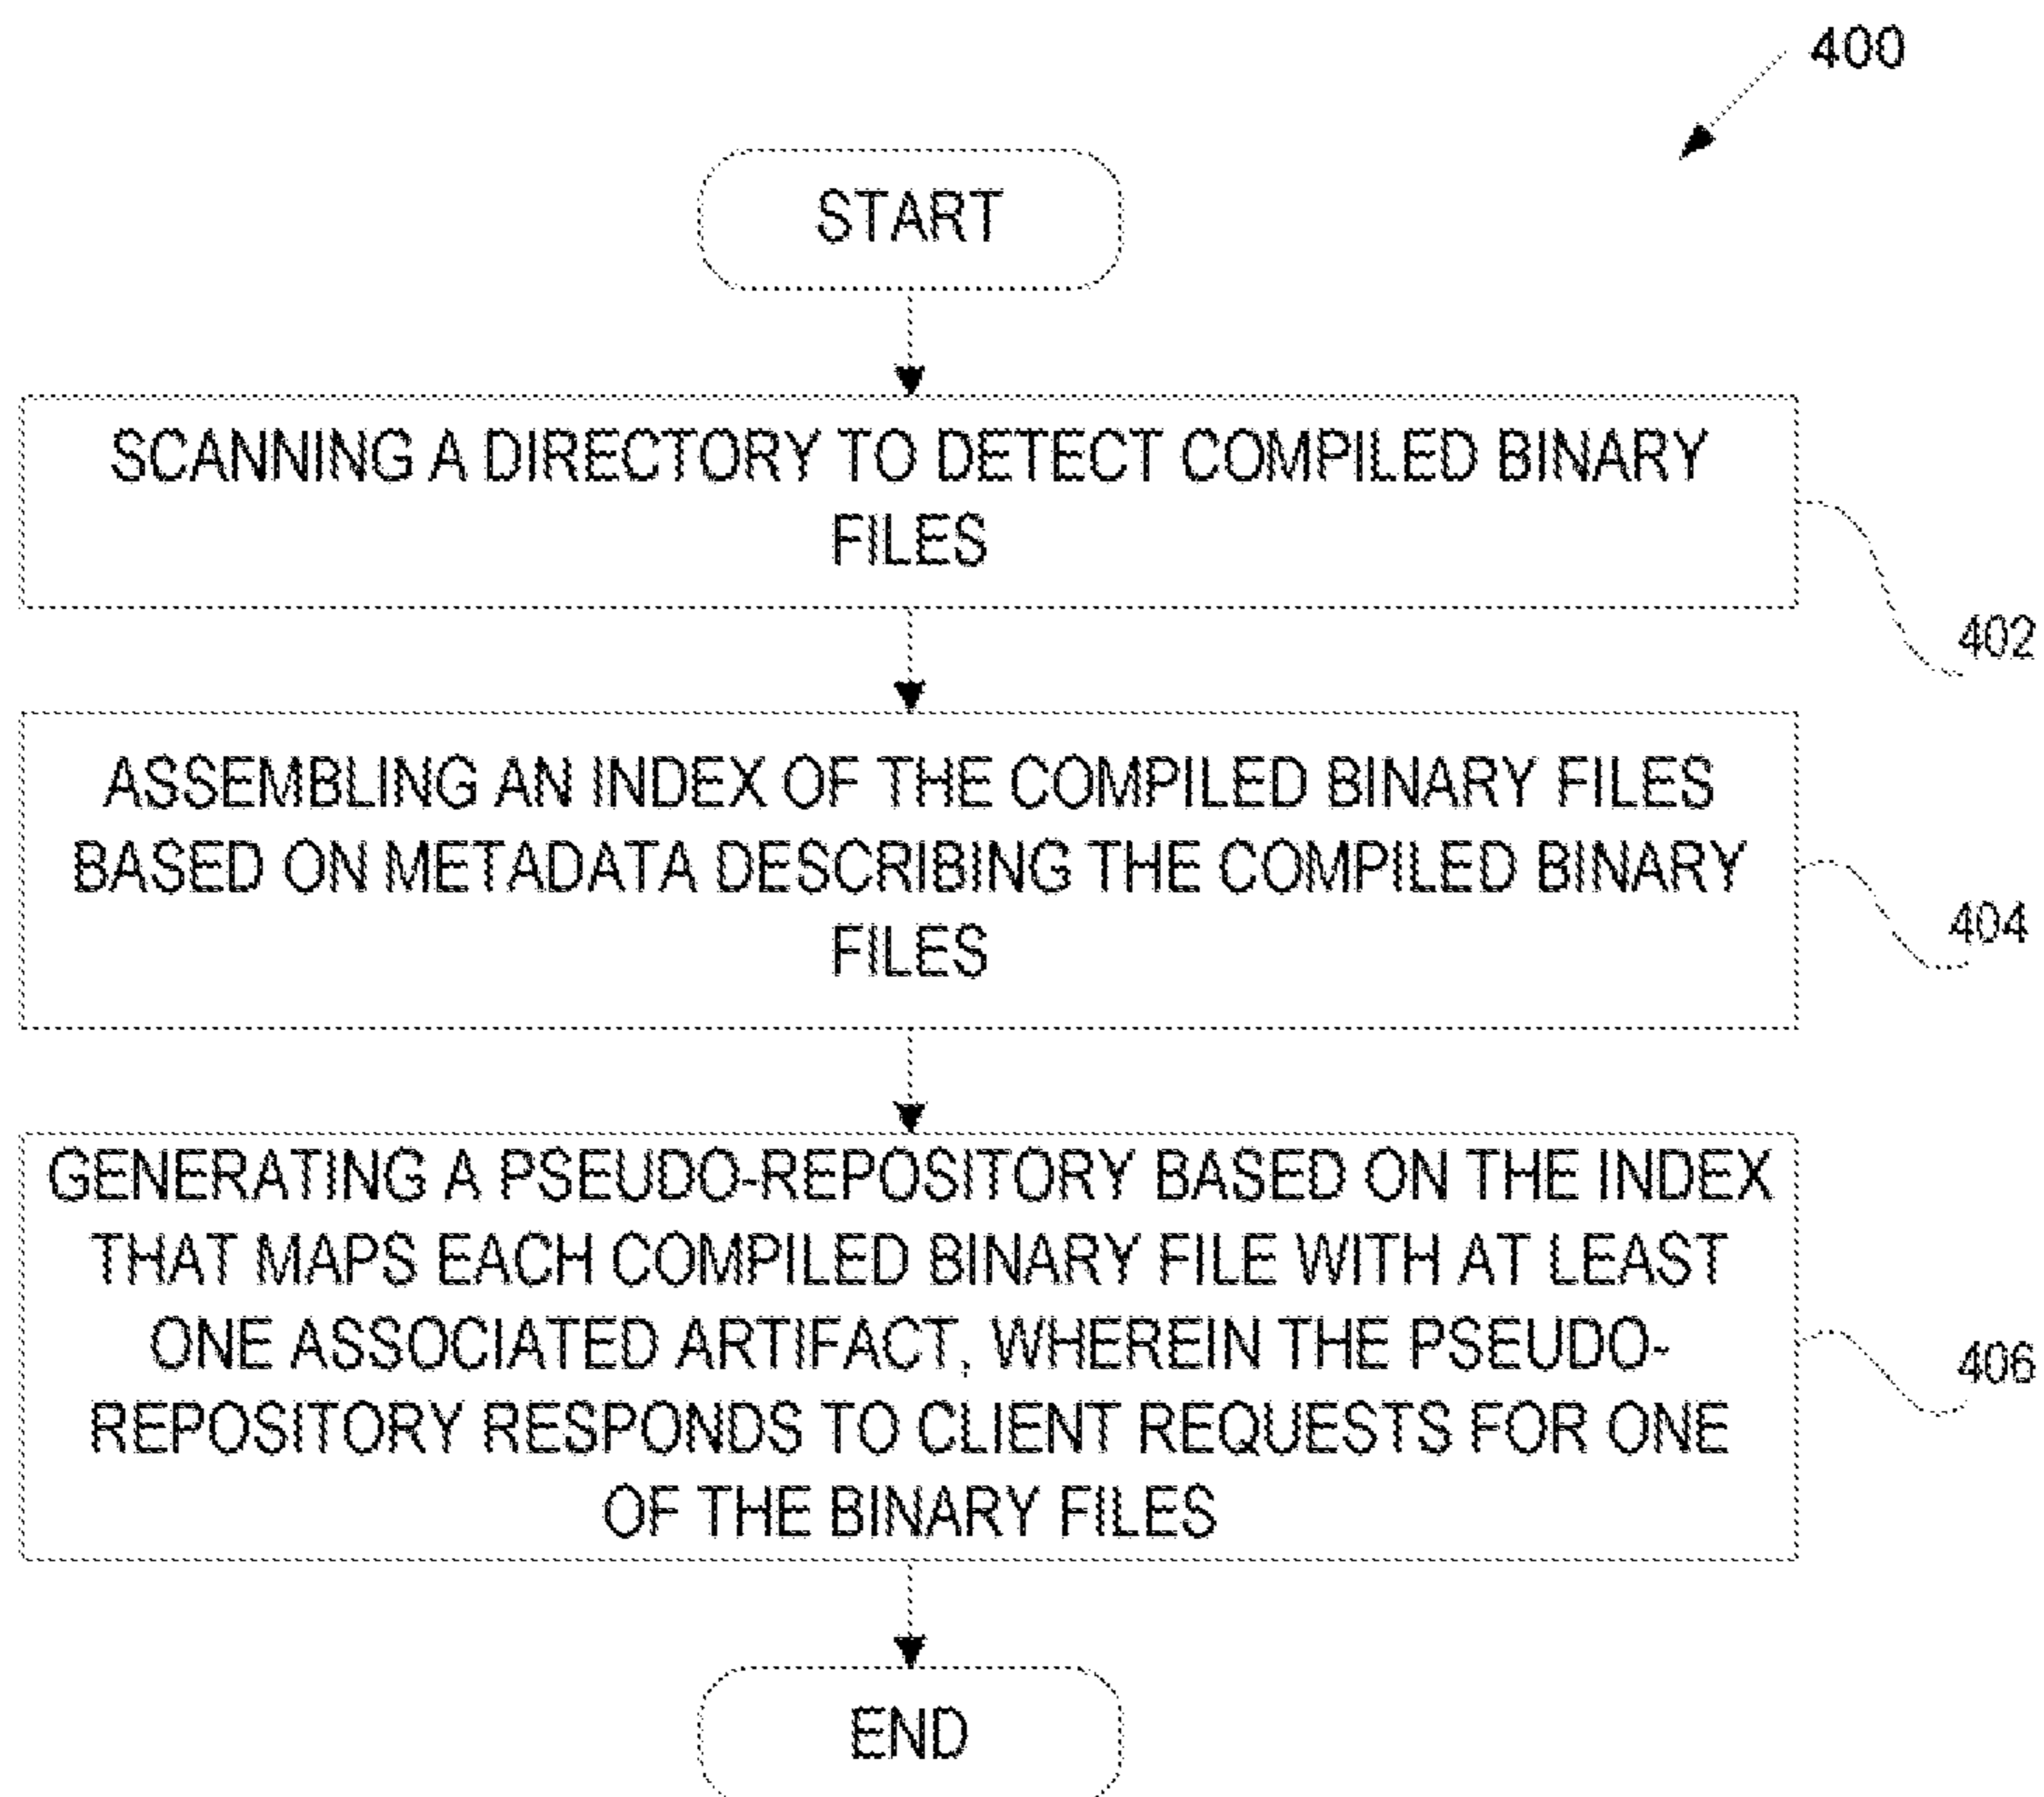 400
START
SCANNING A DIRECTORY TO DETECT COMPILED BINARY
FILES
402
ASSEMBLING AN INDEX OF THE COMPILED BINARY FILES
BASED ON METADATA DESCRIBING THE COMPILED BINARY
FILES
404
GENERATING A PSEUDO-REPOSITORY BASED ON THE INDEX
THAT MAPS EACH COMPILED BINARY FILE WITH AT LEAST
ONE ASSOCIATED ARTIFACT, WHEREIN THE PSEUDO-
REPOSITORY RESPONDS TO CLIENT REQUESTS FOR ONE
OF THE BINARY FILES
406
END